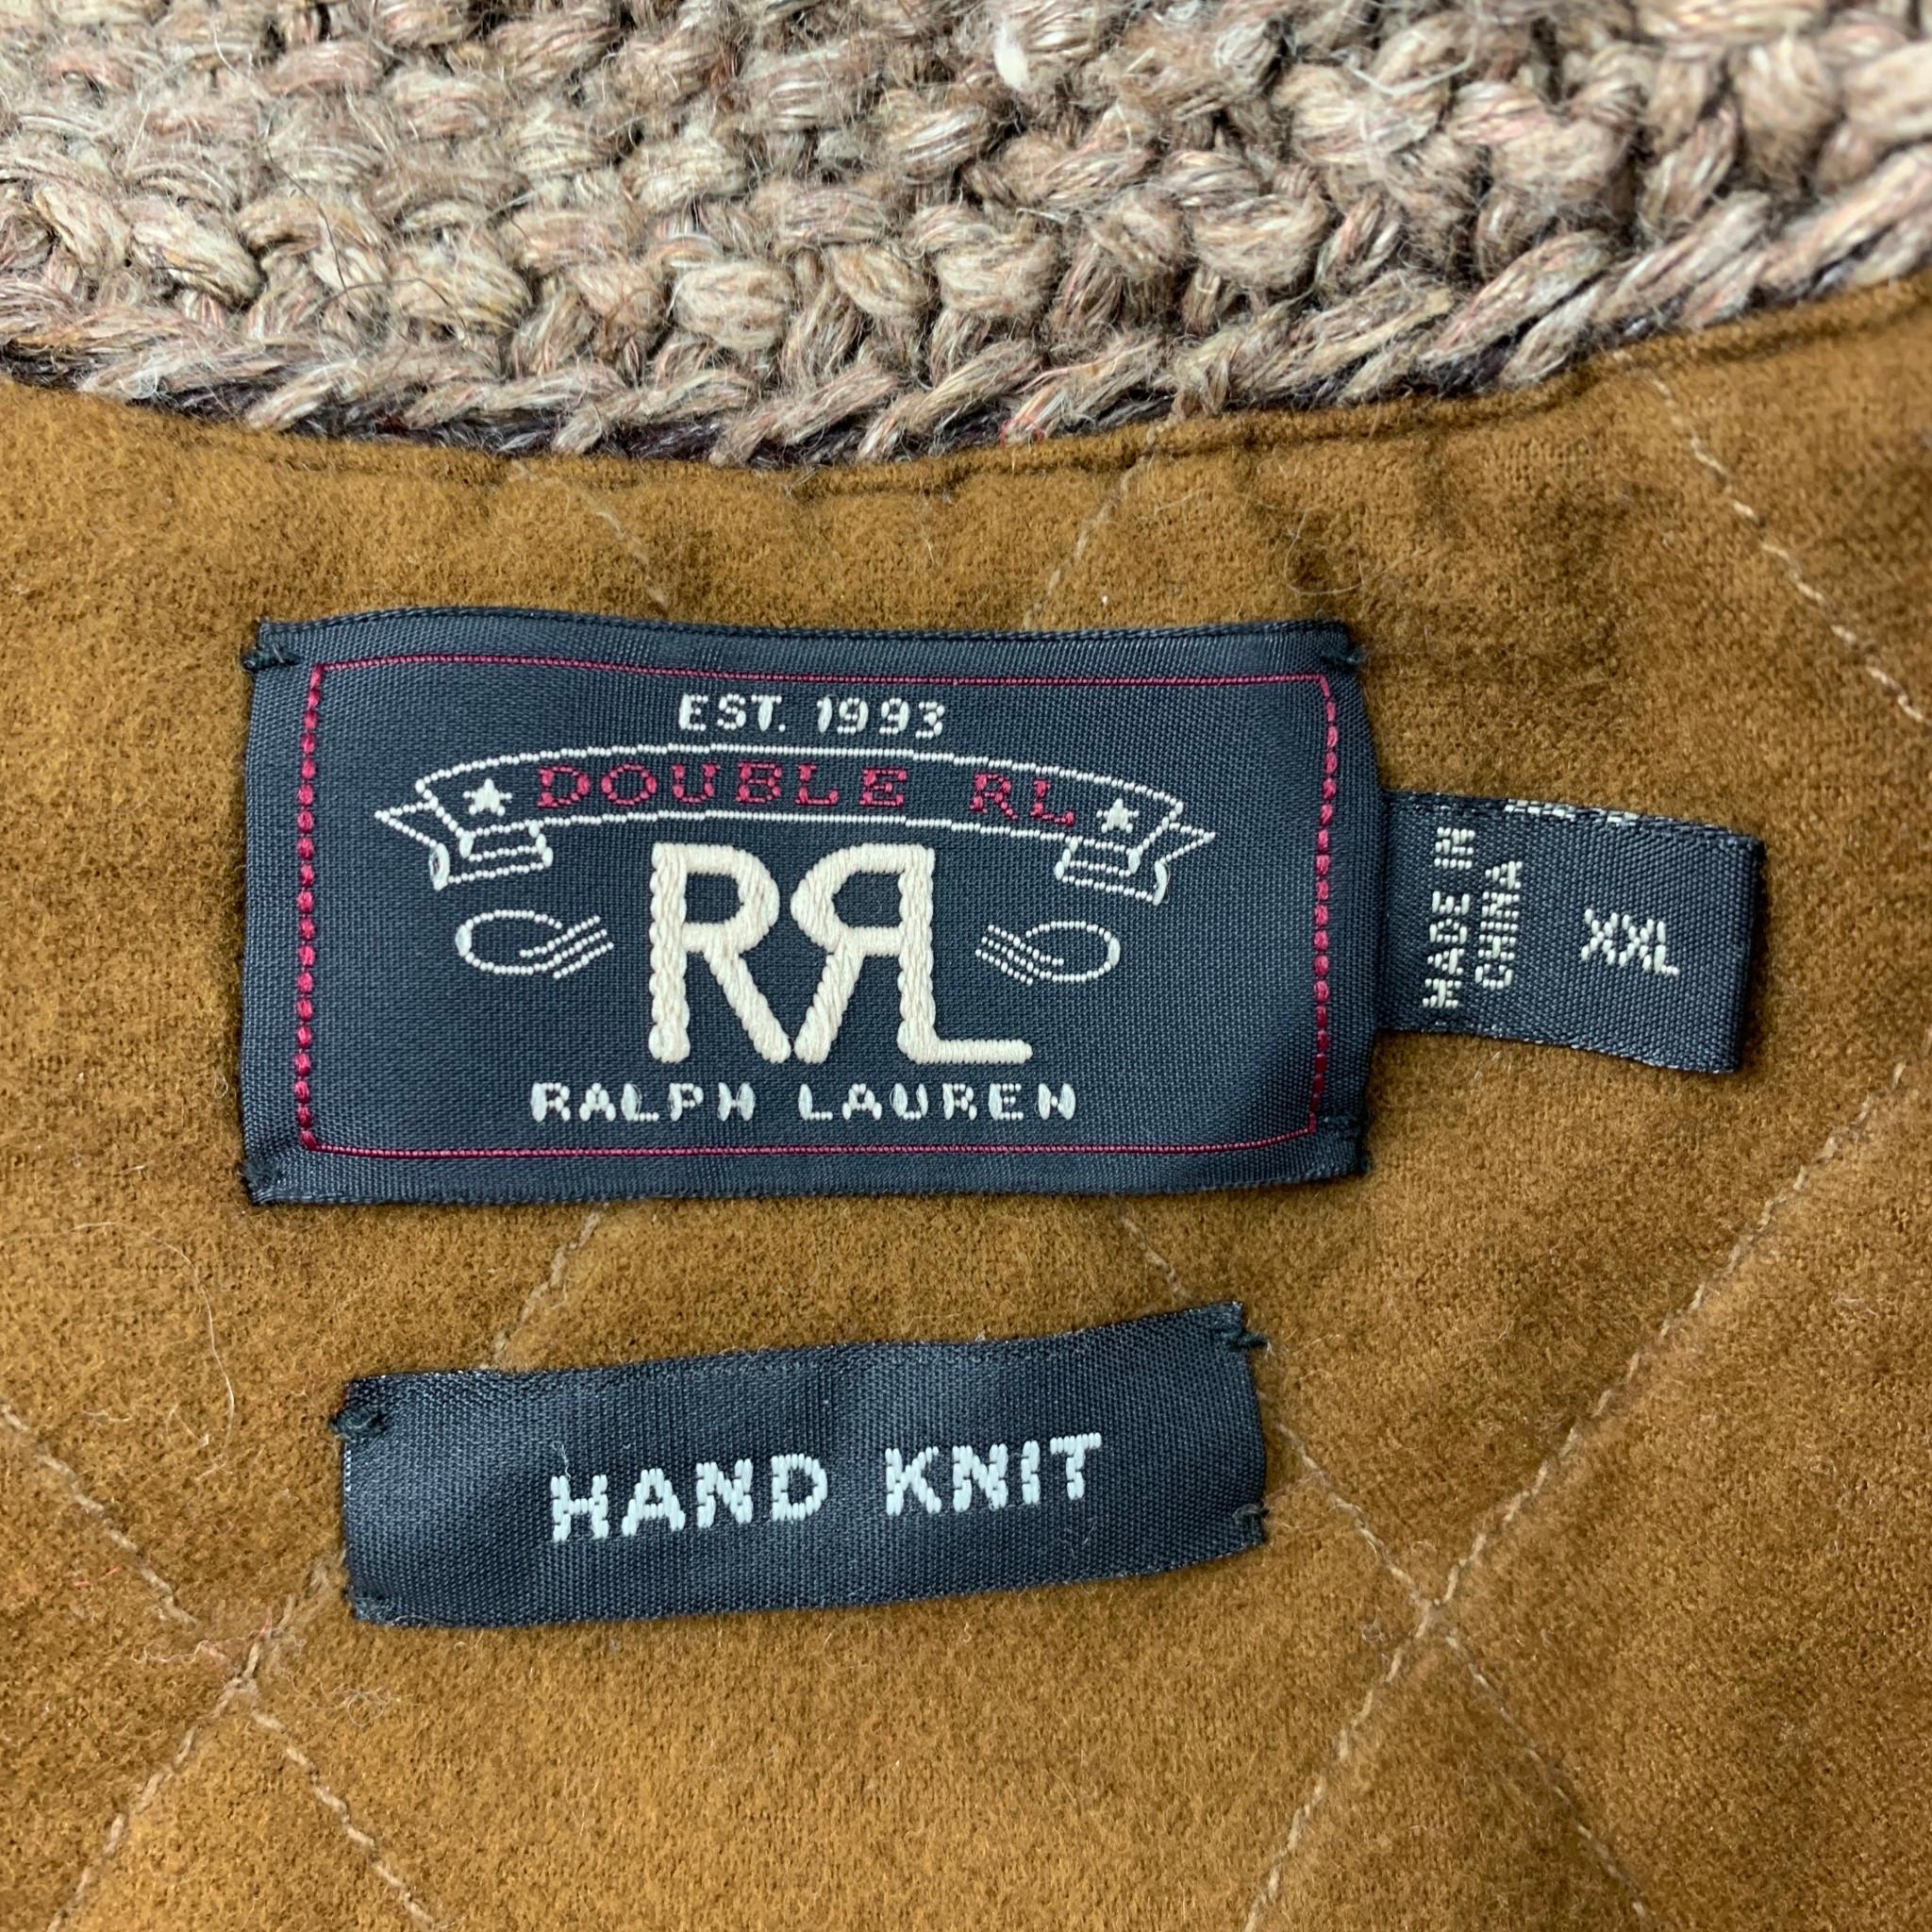 EST. 1993
DOUBLE RL
RRL
RALPH LAUREN
MADE IN
CHINA
XXL
HAND KNIT